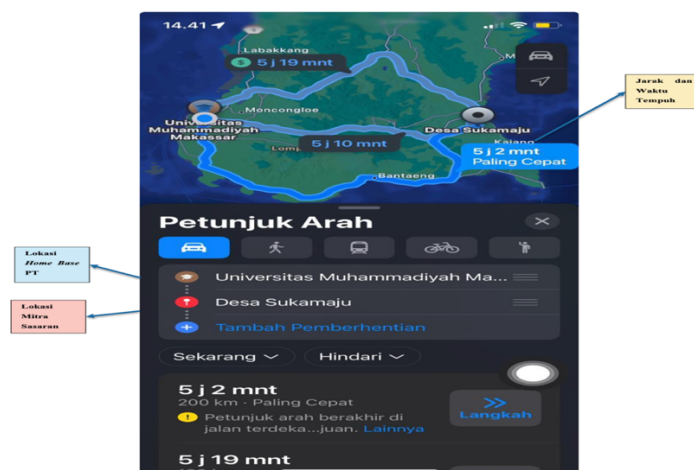 14.41
Labakkang
5 j 19 mnt
Moncongloe
Universitas
Muhammadiyah
Makassar
Desa Sukamaju
Kajang
5 j 10 mnt
5 j 2 mnt
Paling Cepat
Bantaeng
Jarak dan
Waktu
Tempuh
Petunjuk Arah
Lokasi
Home Base
PT
Lokasi
Mitra
Sasaran
Universitas Muhammadiyah Ma...
Desa Sukamaju
Tambah Pemberhentian
Sekarang
Hindari
5 j 2 mnt
200 km · Paling Cepat
Petunjuk arah berakhir di
jalan terdeka...juan. Lainnya
Langkah
5 j 19 mnt